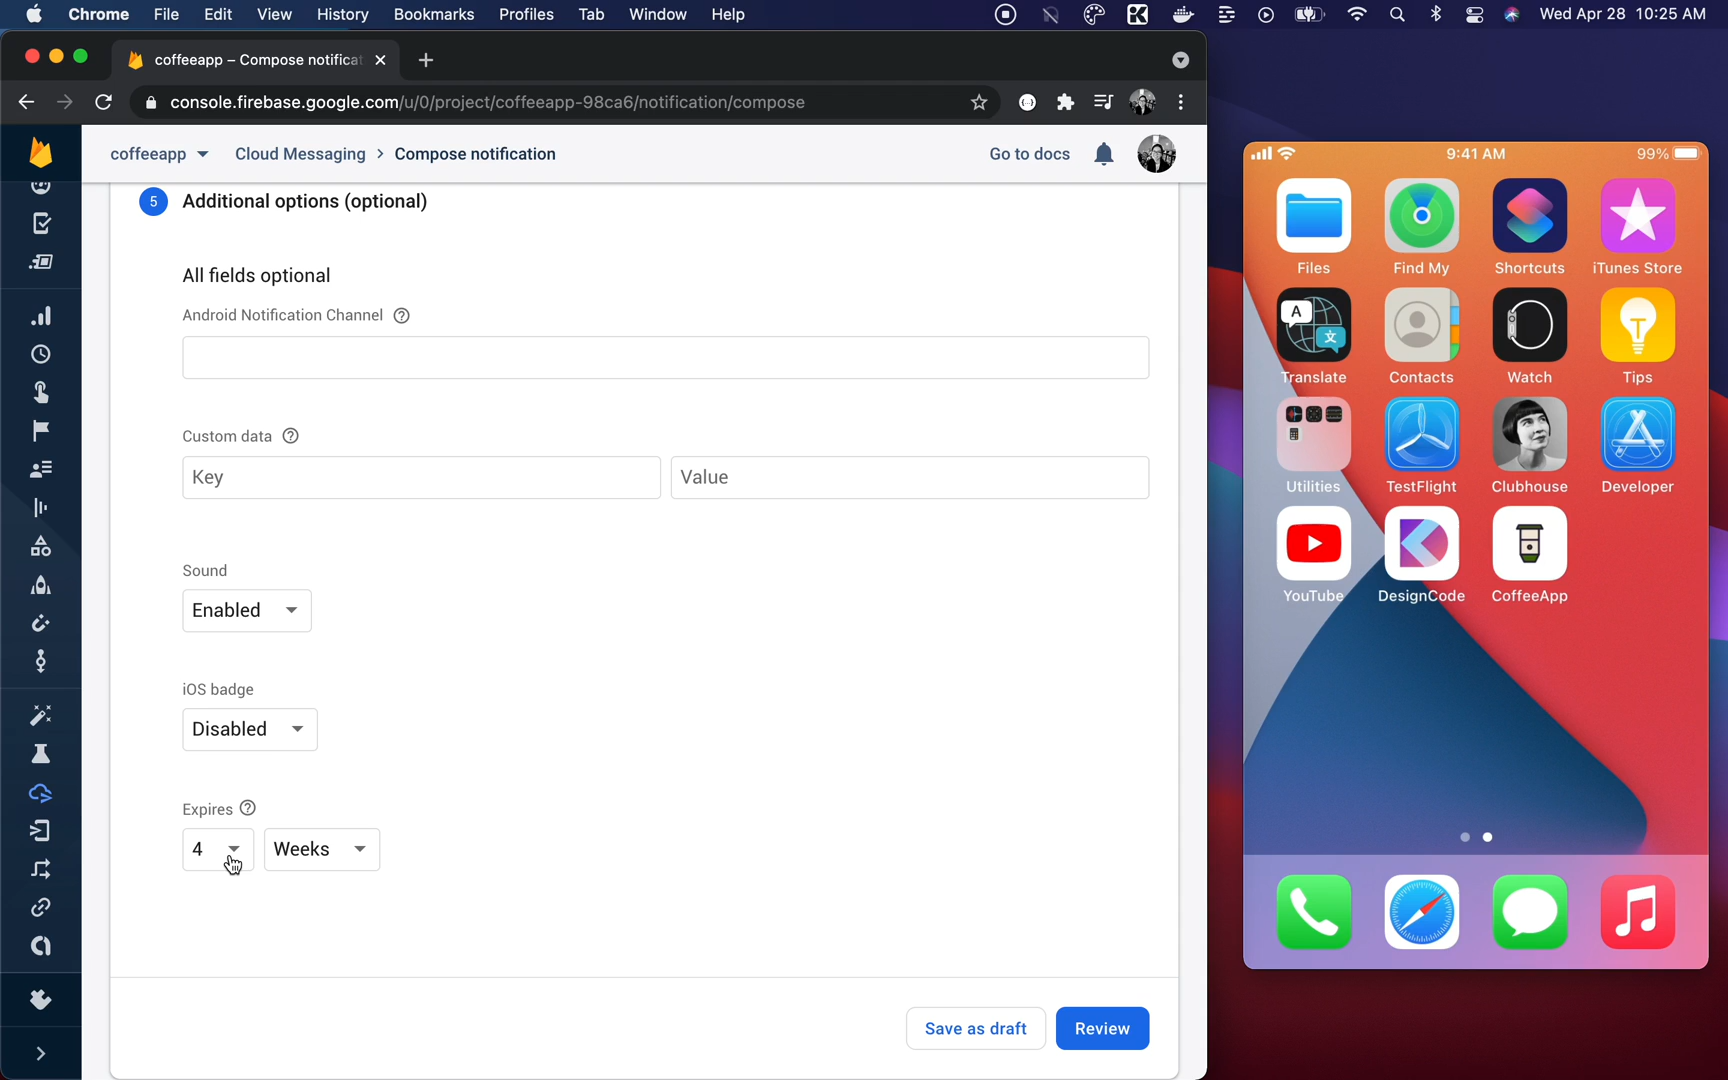 Chrome File Edit View History Bookmarks Profiles Tab Window Help Wed Apr 28 10:25 AM
coffeeapp – Compose notificat
console.firebase.google.com/u/0/project/coffeeapp-98ca6/notification/compose
coffeeapp Cloud Messaging > Compose notification Go to docs
5 Additional options (optional)
All fields optional
Android Notification Channel ?
Custom data ?
Key Value
Sound
Enabled
iOS badge
Disabled
Expires ?
4 Weeks
Save as draft Review
9:41 AM 99%
Files Find My Shortcuts iTunes Store
A 文
Translate Contacts Watch Tips
Utilities TestFlight Clubhouse Developer
YouTube DesignCode CoffeeApp